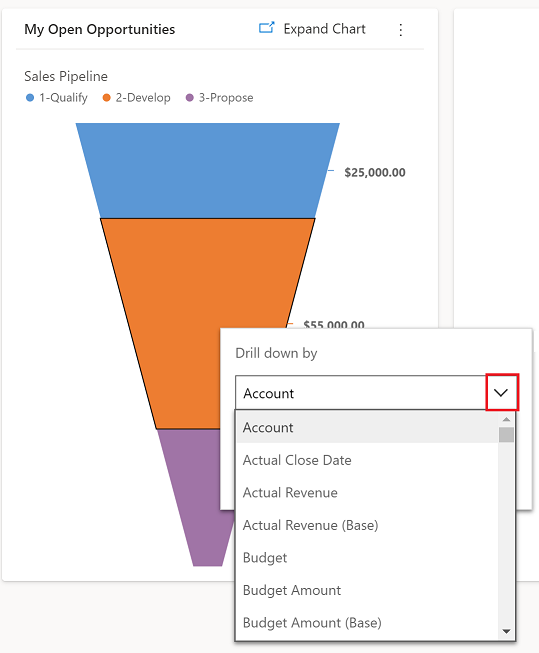 My Open Opportunities Expand Chart
Sales Pipeline
1-Qualify 2-Develop 3-Propose
$25,000.00
$55,000.00
Drill down by
Account
Account
Actual Close Date
Actual Revenue
Actual Revenue (Base)
Budget
Budget Amount
Budget Amount (Base)